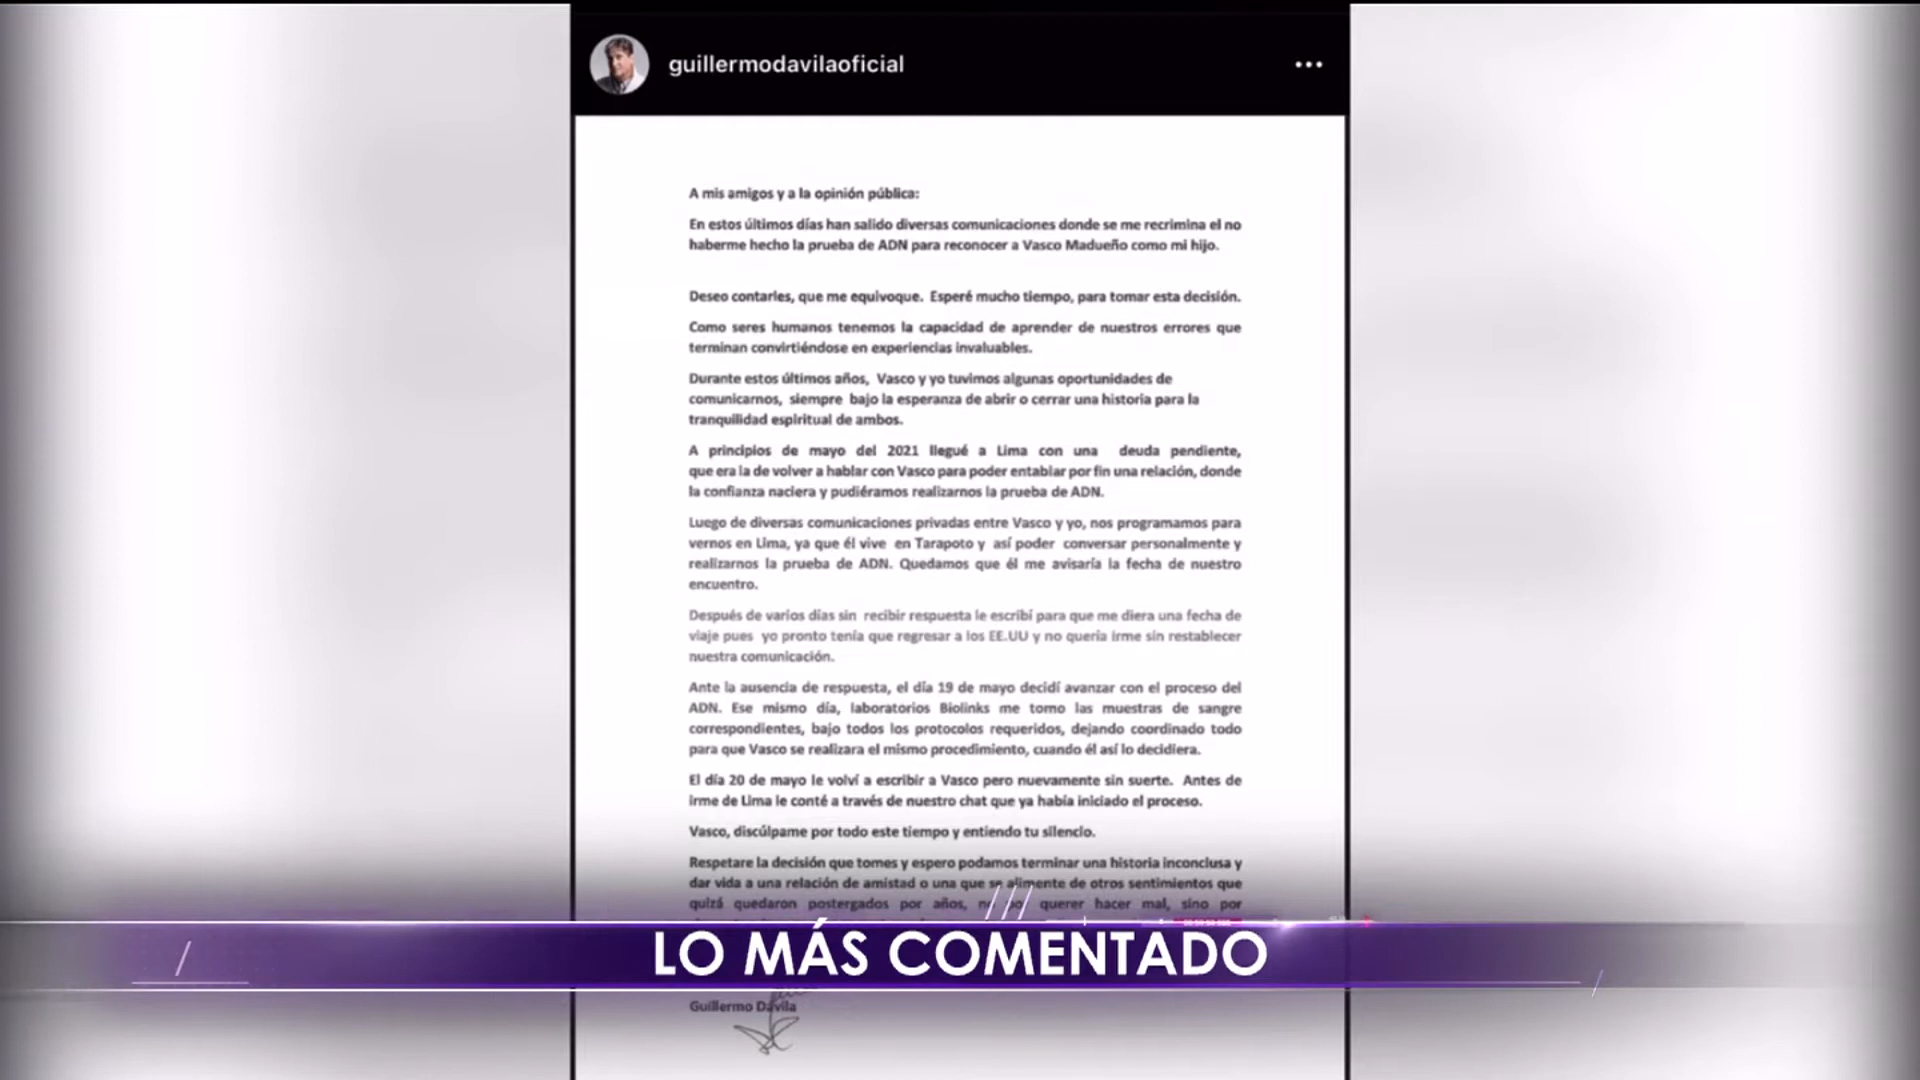 guillermodavilaoficial
A mis amigos y a la opinión pública:
En estos últimos días han salido diversas comunicaciones donde se me recrimina el no
haberme hecho la prueba de ADN para reconocer a Vasco Madueño como mi hijo.
Deseo contarles, que me equivoque. Esperé mucho tiempo, para tomar esta decisión.
Como seres humanos tenemos la capacidad de aprender de nuestros errores que
terminan convirtiéndose en experiencias invaluables.
Durante estos últimos años, Vasco y yo tuvimos algunas oportunidades de
comunicarnos, siempre bajo la esperanza de abrir o cerrar una historia para la
tranquilidad espiritual de ambos.
A principios de mayo del 2021 llegué a Lima con una deuda pendiente,
que era la de volver a hablar con Vasco para poder entablar por fin una relación, donde
la confianza naciera y pudiéramos realizarnos la prueba de ADN.
Luego de diversas comunicaciones privadas entre Vasco y yo, nos programamos para
vernos en Lima, ya que él vive en Tarapoto y así poder conversar personalmente y
realizarnos la prueba de ADN. Quedamos que él me avisaría la fecha de nuestro
encuentro.
Después de varios días sin recibir respuesta le escribí para que me diera una fecha de
viaje pues yo pronto tenía que regresar a los EE.UU y no quería irme sin restablecer
nuestra comunicación.
Ante la ausencia de respuesta, el día 19 de mayo decidí avanzar con el proceso del
ADN. Ese mismo día, laboratorios Biolinks me tomo las muestras de sangre
correspondientes, bajo todos los protocolos requeridos, dejando coordinado todo
para que Vasco se realizara el mismo procedimiento, cuando él así lo decidiera.
El día 20 de mayo le volví a escribir a Vasco pero nuevamente sin suerte. Antes de
irme de Lima le conté a través de nuestro chat que ya había iniciado el proceso.
Vasco, discúlpame por todo este tiempo y entiendo tu silencio.
Respetare la decisión que tomes y espero podamos terminar una historia inconclusa y
dar vida a una relación de amistad o una que se alimente de otros sentimientos que
quizá quedaron postergados por años, no por querer hacer mal, sino por
LO MÁS COMENTADO
Guillermo Dávila